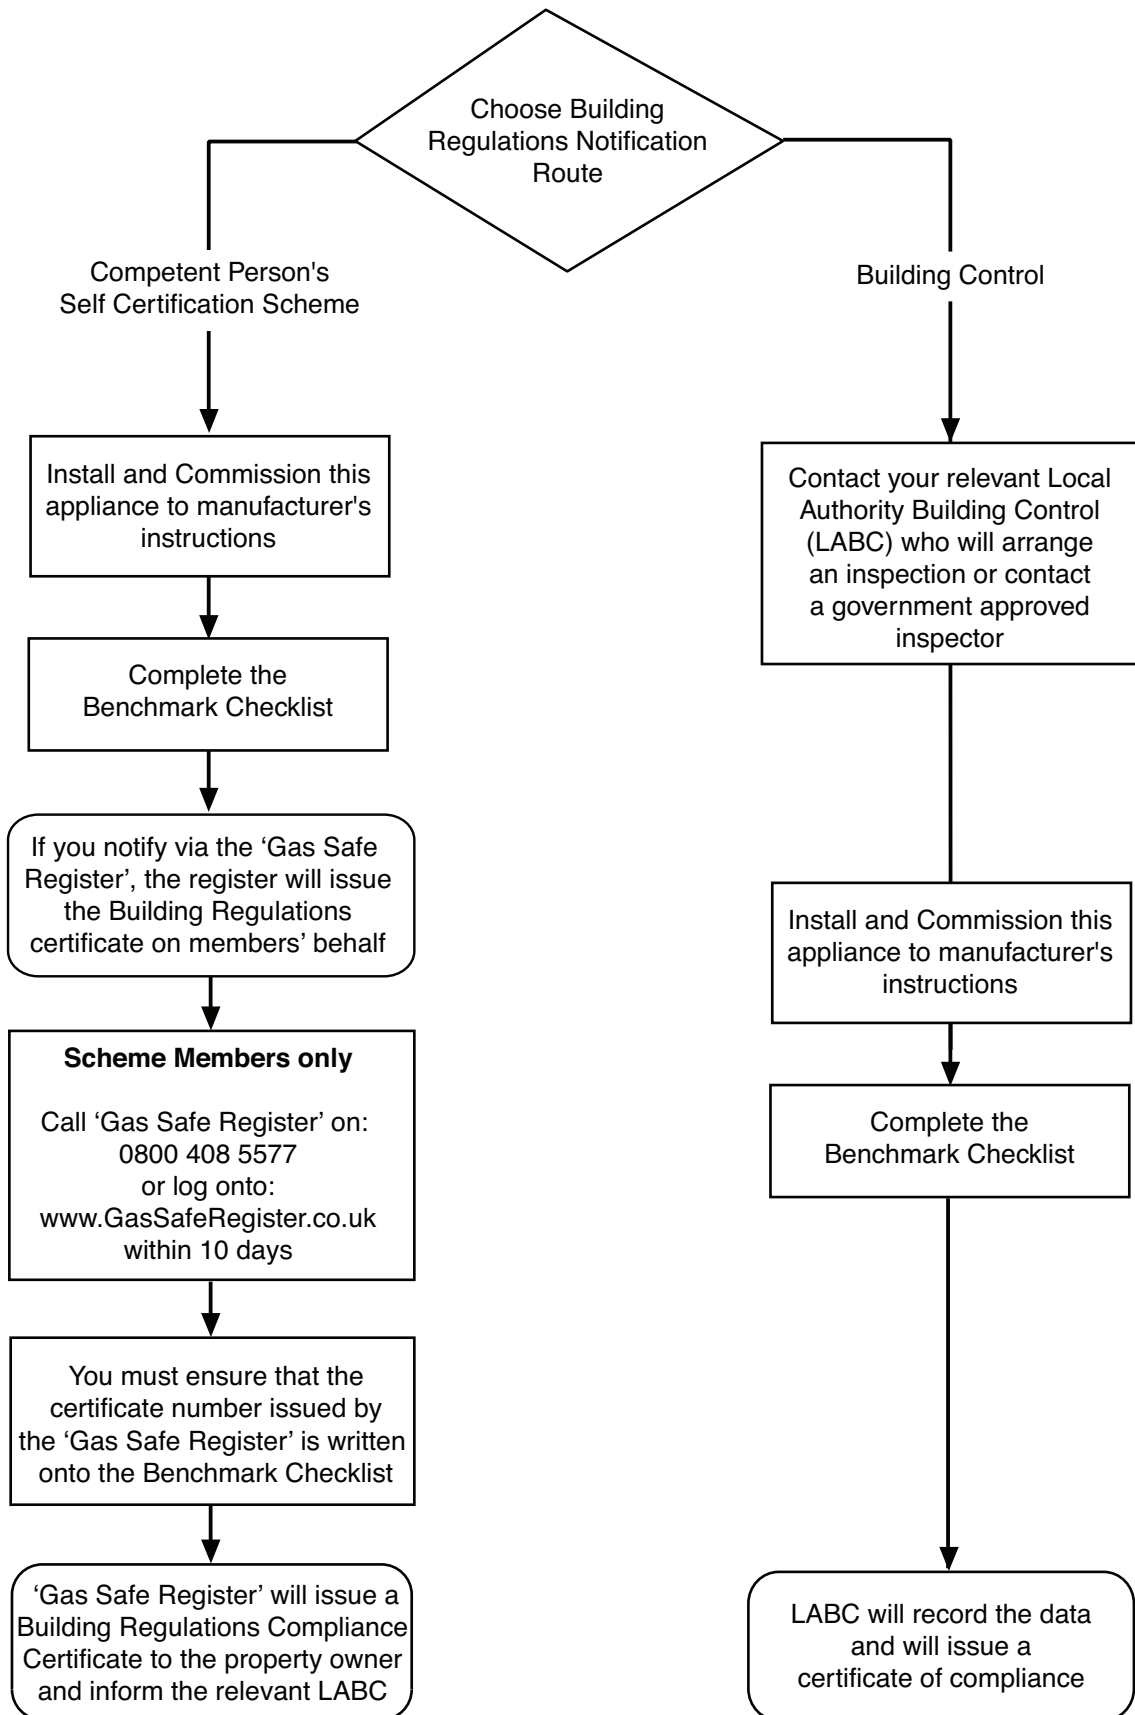 Choose Building
Regulations Notification
Route
Competent Person's
Self Certification Scheme
Building Control
Install and Commission this
appliance to manufacturer's
instructions
Contact your relevant Local
Authority Building Control
(LABC) who will arrange
an inspection or contact
a government approved
inspector
Complete the
Benchmark Checklist
If you notify via the ‘Gas Safe
Register’, the register will issue
the Building Regulations
certificate on members’ behalf
Install and Commission this
appliance to manufacturer's
instructions
Scheme Members only
Call ‘Gas Safe Register’ on:
0800 408 5577
or log onto:
www.GasSafeRegister.co.uk
within 10 days
Complete the
Benchmark Checklist
You must ensure that the
certificate number issued by
the ‘Gas Safe Register’ is written
onto the Benchmark Checklist
‘Gas Safe Register’ will issue a
Building Regulations Compliance
Certificate to the property owner
and inform the relevant LABC
LABC will record the data
and will issue a
certificate of compliance